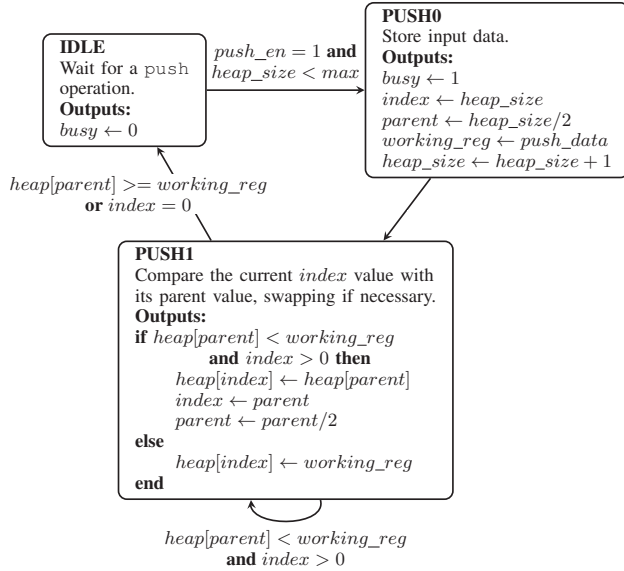 IDLE
Wait for a push
operation.
Outputs:
busy ← 0
push_en = 1 and
heap_size < max
PUSH0
Store input data.
Outputs:
busy ← 1
index ← heap_size
parent ← heap_size/2
working_reg ← push_data
heap_size ← heap_size + 1
heap[parent] >= working_reg
or index = 0
PUSH1
Compare the current index value with
its parent value, swapping if necessary.
Outputs:
if heap[parent] < working_reg
and index > 0 then
heap[index] ← heap[parent]
index ← parent
parent ← parent/2
else
heap[index] ← working_reg
end
heap[parent] < working_reg
and index > 0